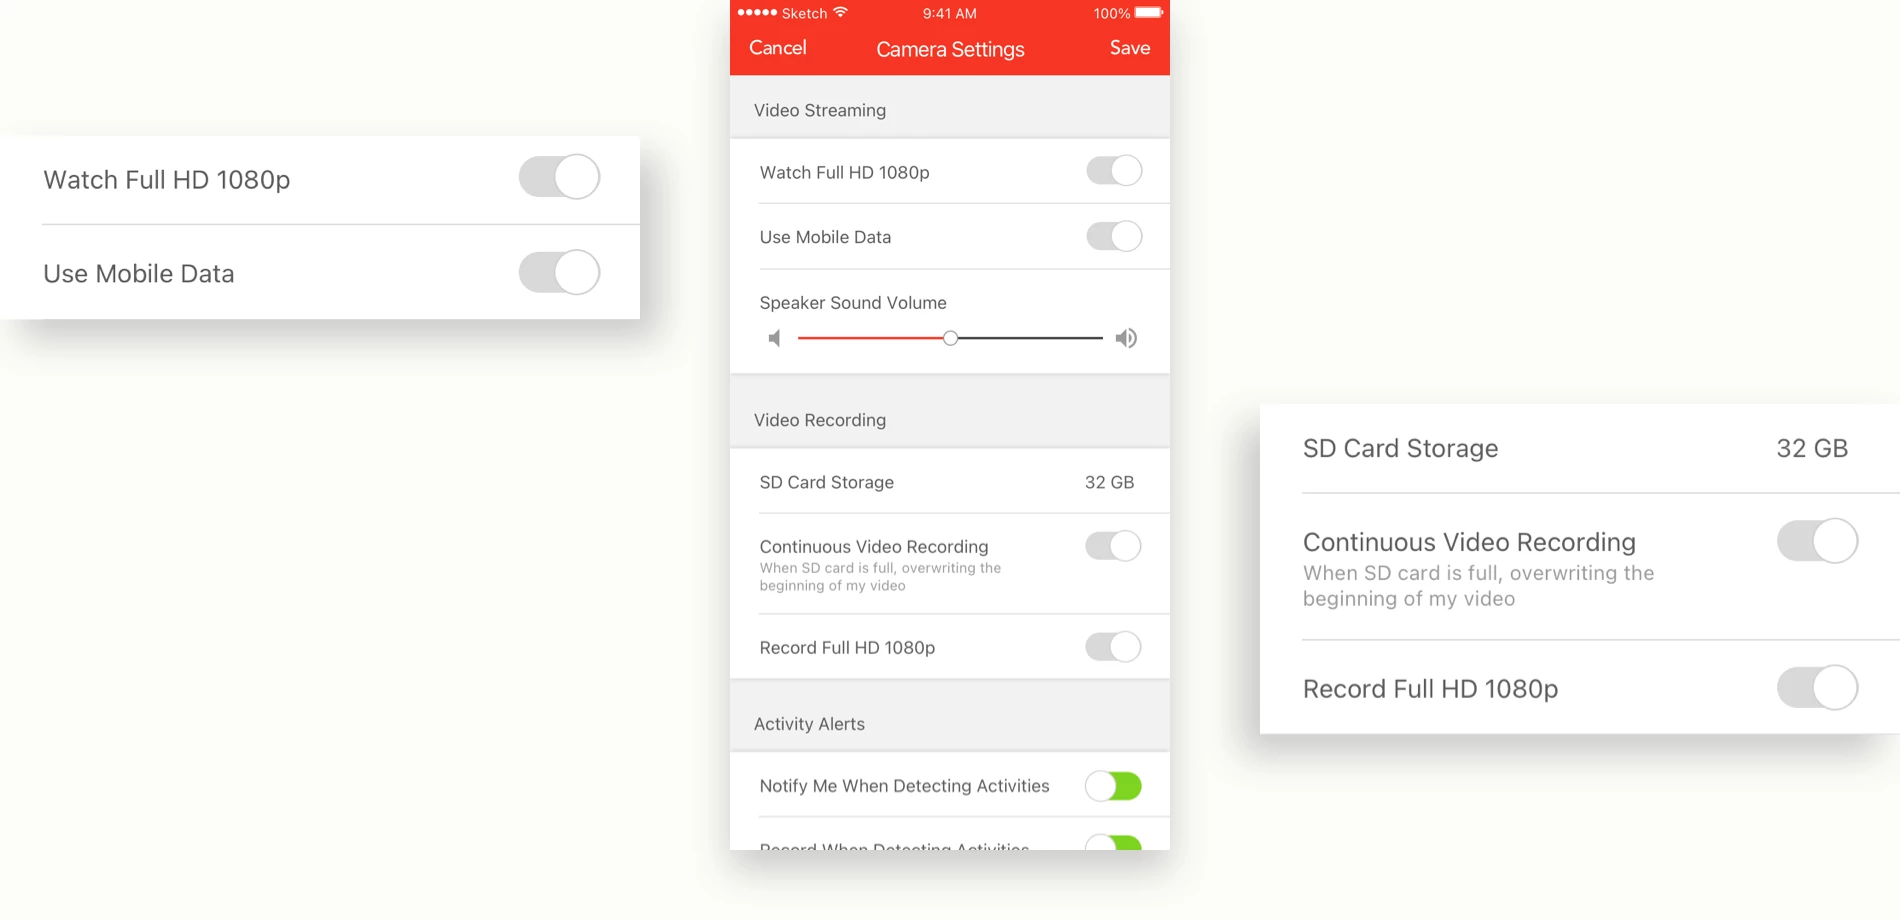 Sketch 9:41 AM 100%
Cancel Camera Settings Save
Video Streaming
Watch Full HD 1080p
Use Mobile Data
Speaker Sound Volume
Video Recording
SD Card Storage 32 GB
Continuous Video Recording
When SD card is full, overwriting the
beginning of my video
Record Full HD 1080p
Activity Alerts
Notify Me When Detecting Activities
Record When Detecting Activities
Watch Full HD 1080p
Use Mobile Data
SD Card Storage 32 GB
Continuous Video Recording
When SD card is full, overwriting the
beginning of my video
Record Full HD 1080p